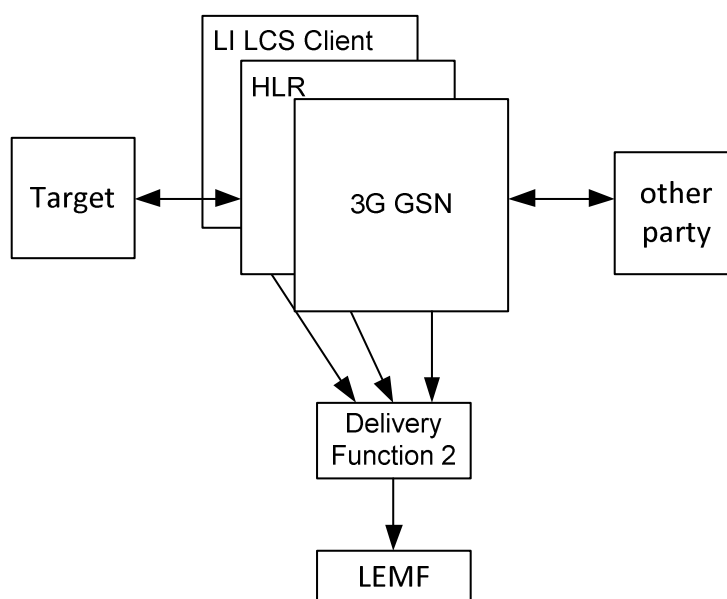 LI LCS Client
HLR
Target
3G GSN
other
party
Delivery
Function 2
LEMF